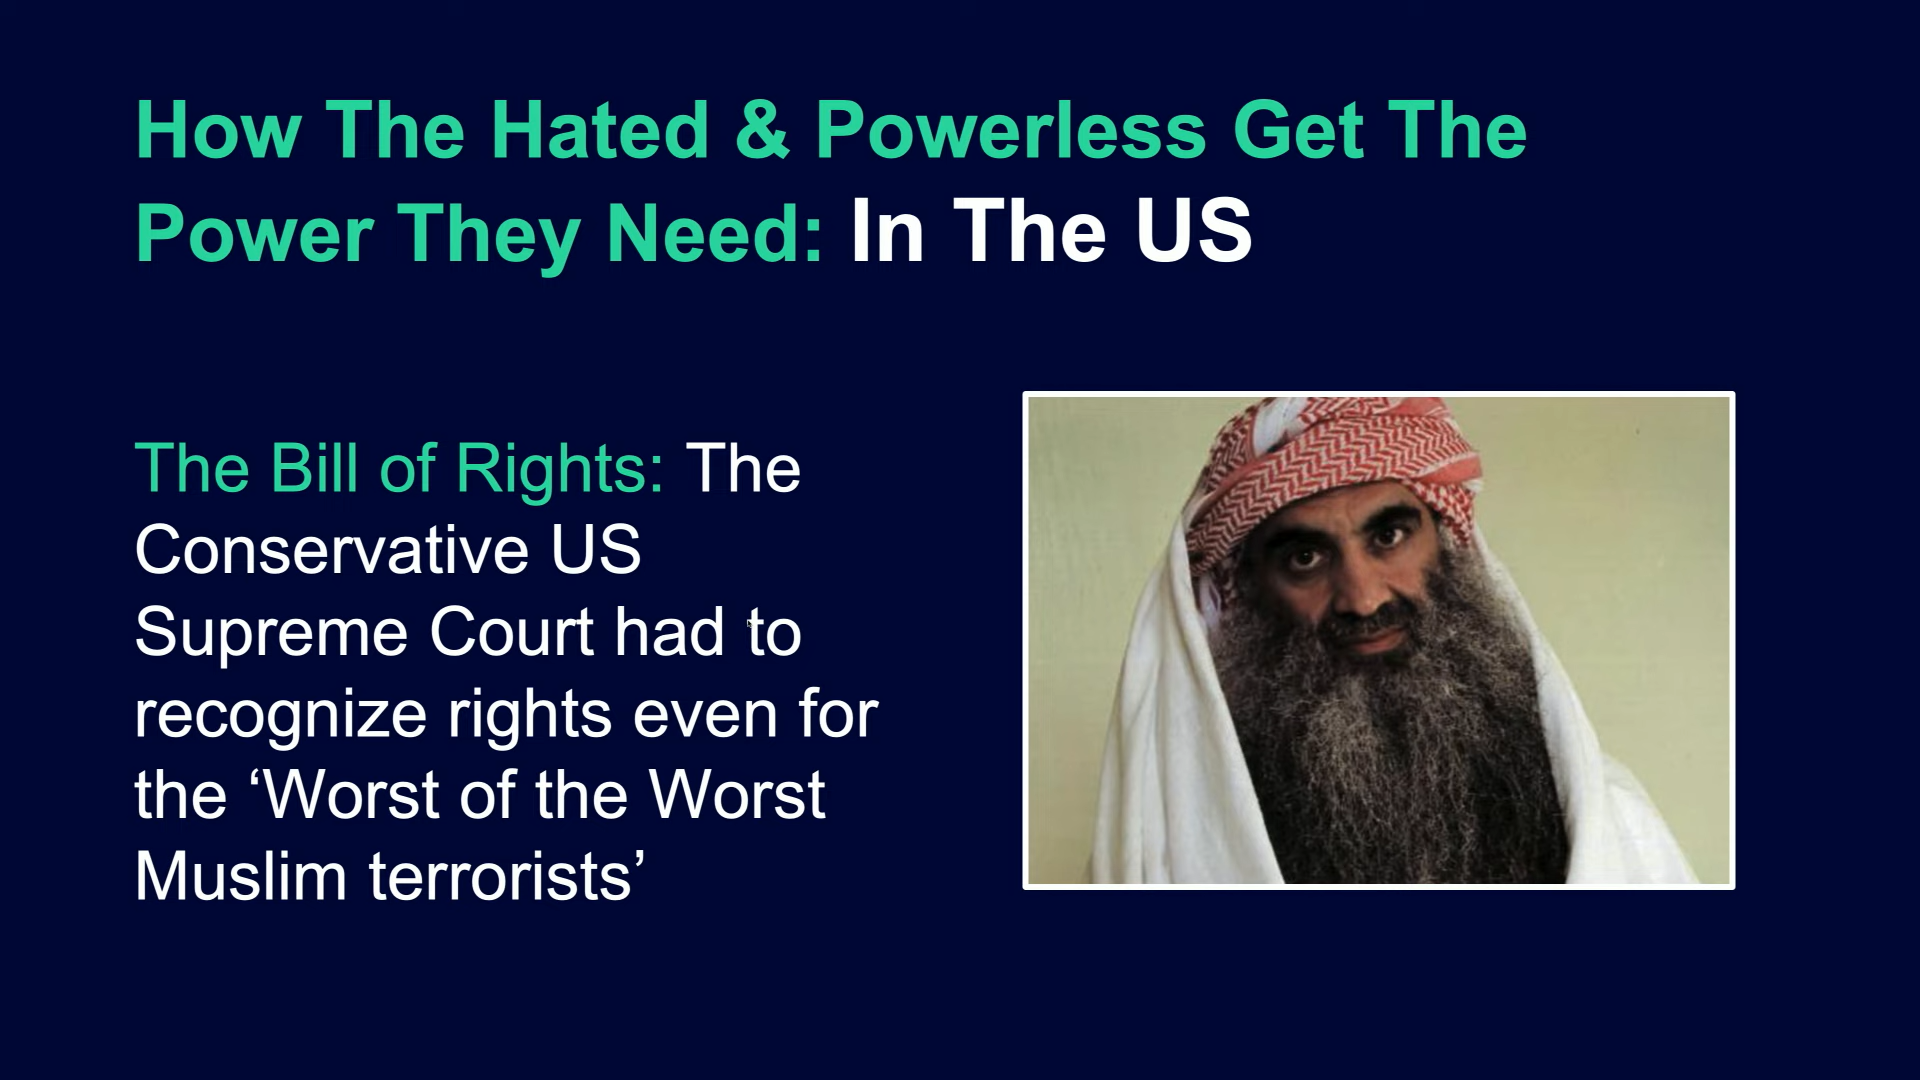 How The Hated & Powerless Get The
Power They Need: In The US
The Bill of Rights: The
Conservative US
Supreme Court had to
recognize rights even for
the ‘Worst of the Worst
Muslim terrorists’